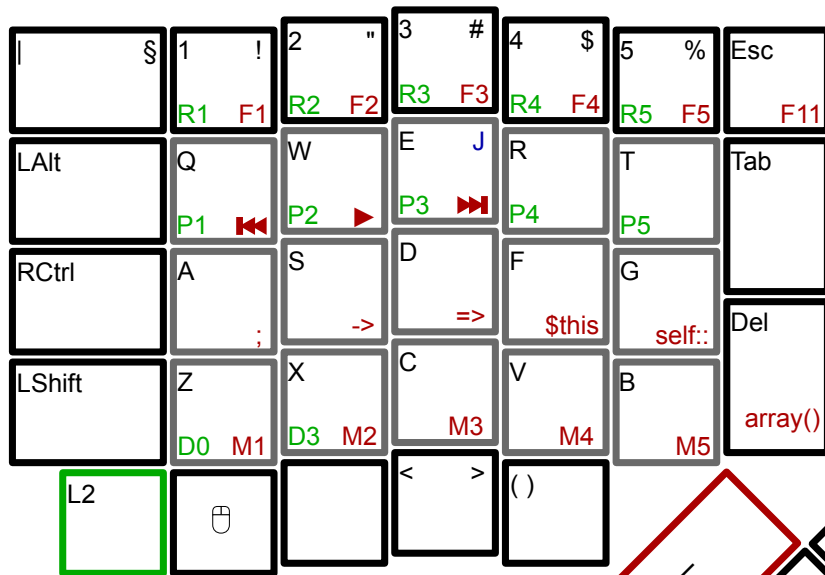 | §
1 !
R1 F1
2 "
R2 F2
3 #
R3 F3
4 $
R4 F4
5 %
R5 F5
Esc
F11
LAlt
Q
P1
W
P2
E J
P3
R
P4
T
P5
Tab
RCtrl
A
;
S
->
D
=>
F
$this
G
self::
Del
array()
LShift
Z
D0 M1
X
D3 M2
C
M3
V
M4
B
M5
L2
< >
( )